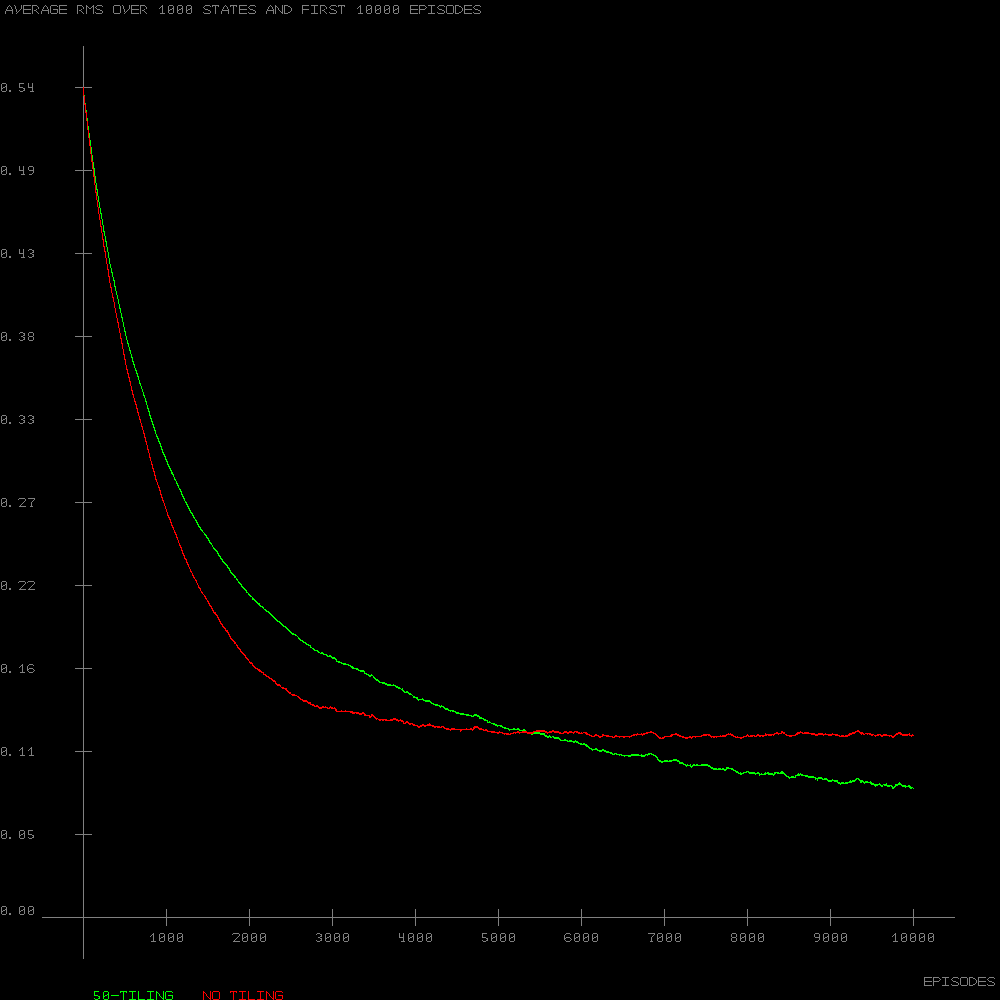 AVERAGE RMS OVER 1000 STATES AND FIRST 10000 EPISODES
0.54
0.49
0.43
0.38
0.33
0.27
0.22
0.16
0.11
0.05
0.00
1000 2000 3000 4000 5000 6000 7000 8000 9000 10000
EPISODES
50-TILING NO TILING